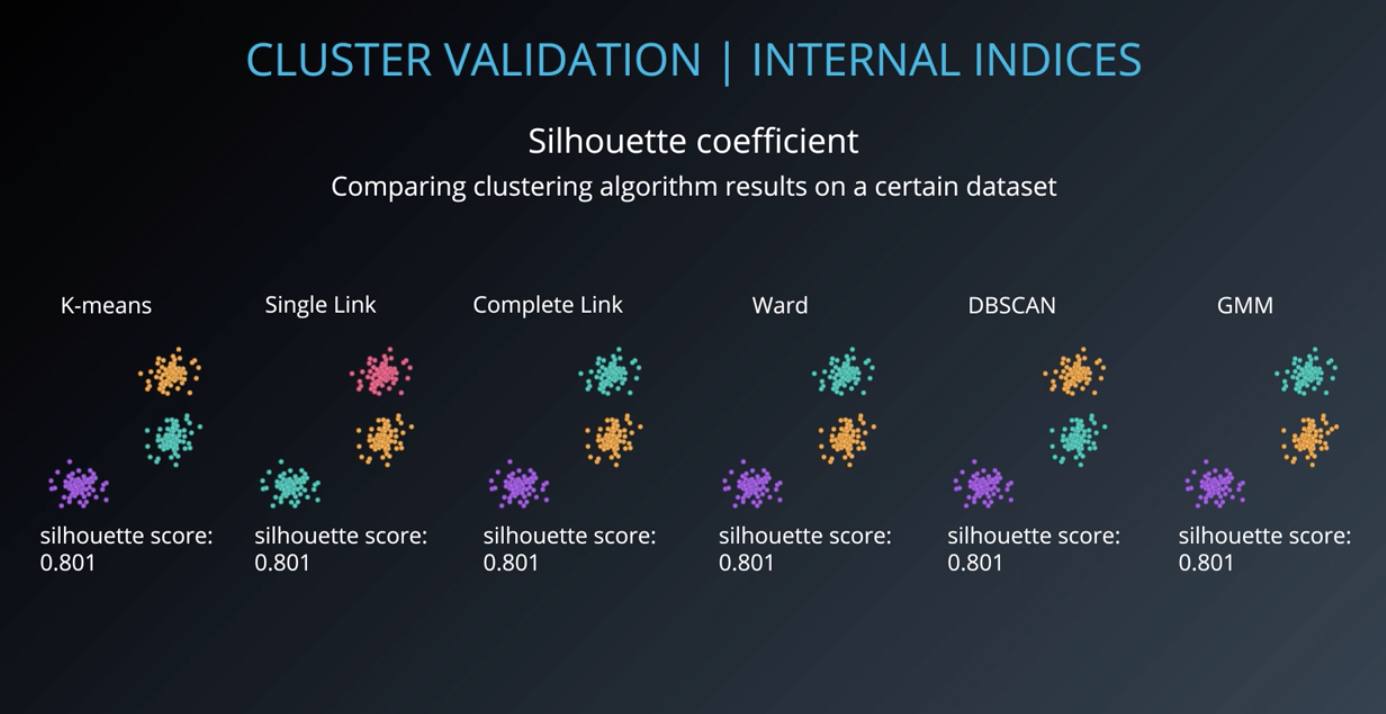 CLUSTER VALIDATION | INTERNAL INDICES
Silhouette coefficient
Comparing clustering algorithm results on a certain dataset
K-means
Single Link
Complete Link
Ward
DBSCAN
GMM
silhouette score:
0.801
silhouette score:
0.801
silhouette score:
0.801
silhouette score:
0.801
silhouette score:
0.801
silhouette score:
0.801